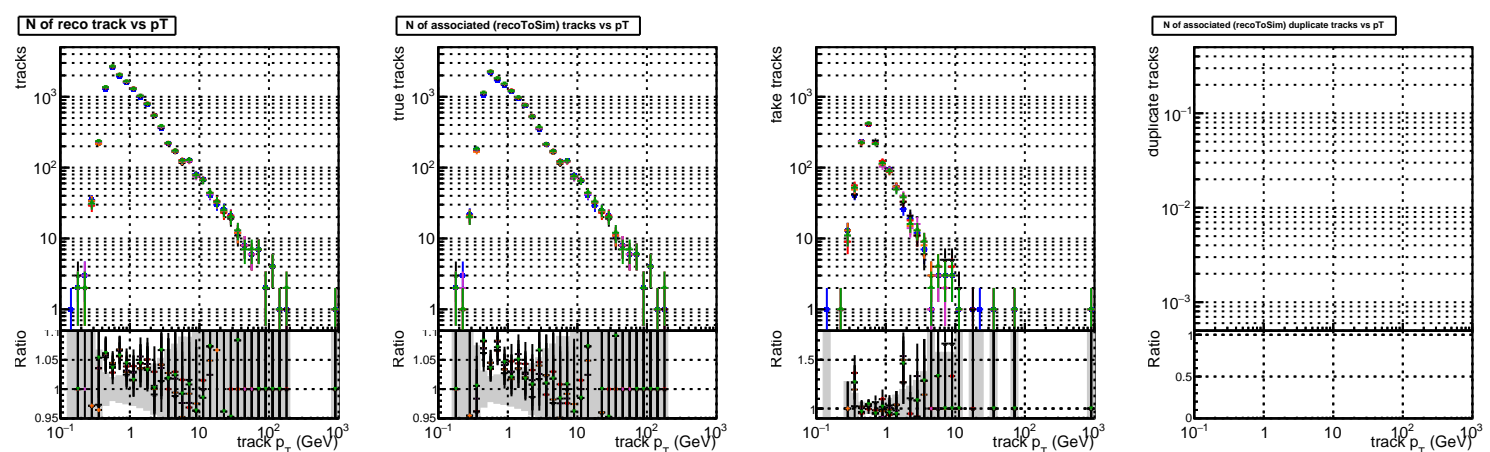 N of reco track vs pT
tracks
10³
10²
10
1
Ratio
1.1
1.05
1
0.95
10⁻¹ 1 10 10² 10³
track p_T (GeV)
N of associated (recoToSim) tracks vs pT
true tracks
10³
10²
10
1
Ratio
1.1
1.05
1
0.95
10⁻¹ 1 10 10² 10³
track p_T (GeV)
fake tracks
10³
10²
10
1
Ratio
1.5
1
10⁻¹ 1 10 10² 10³
track p_T (GeV)
N of associated (recoToSim) duplicate tracks vs pT
duplicate tracks
10⁻¹
10⁻²
10⁻³
Ratio
1
0.5
0
10⁻¹ 1 10 10² 10³
track p_T (GeV)